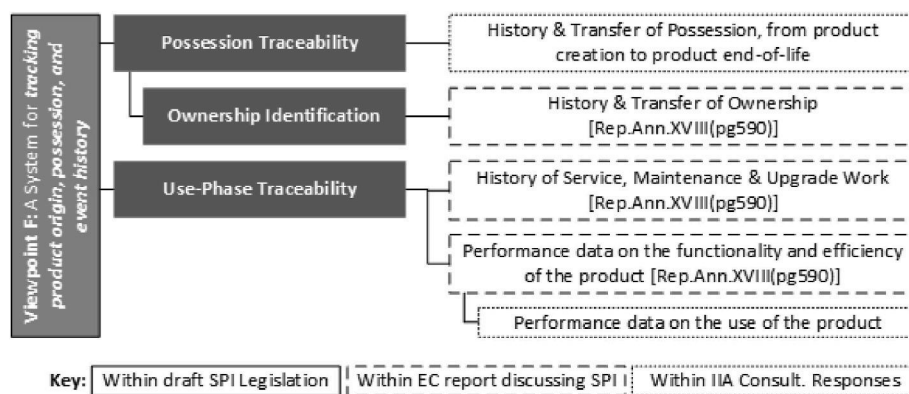 Viewpoint F: A System for tracking
product origin, possession, and
event history
Possession Traceability
History & Transfer of Possession, from product
creation to product end-of-life
Ownership Identification
History & Transfer of Ownership
[Rep.Ann.XVIII(pg590)]
Use-Phase Traceability
History of Service, Maintenance & Upgrade Work
[Rep.Ann.XVIII(pg590)]
Performance data on the functionality and efficiency
of the product [Rep.Ann.XVIII(pg590)]
Performance data on the use of the product
Key: Within draft SPI Legislation Within EC report discussing SPI Within IIA Consult. Responses